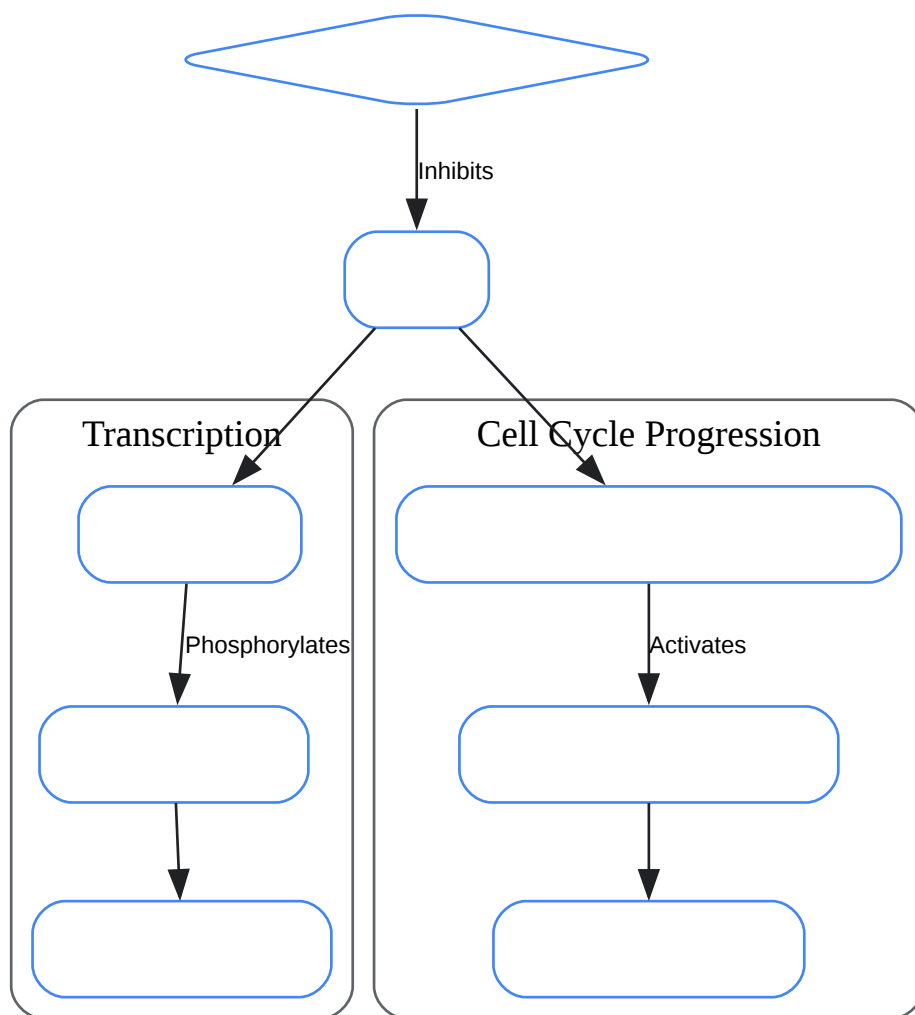 Inhibits
Transcription
Cell Cycle Progression
Phosphorylates
Activates